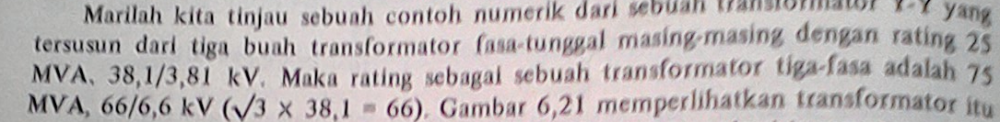 Marilah kita tinjau sebuah contoh numerik dari sebuah transformator Y-Y yang
tersusun dari tiga buah transformator fasa-tunggal masing-masing dengan rating 25
MVA, 38,1/3,81 kV. Maka rating sebagai sebuah transformator tiga-fasa adalah 75
MVA, 66/6,6 kV (√3 × 38,1 = 66). Gambar 6,21 memperlihatkan transformator itu